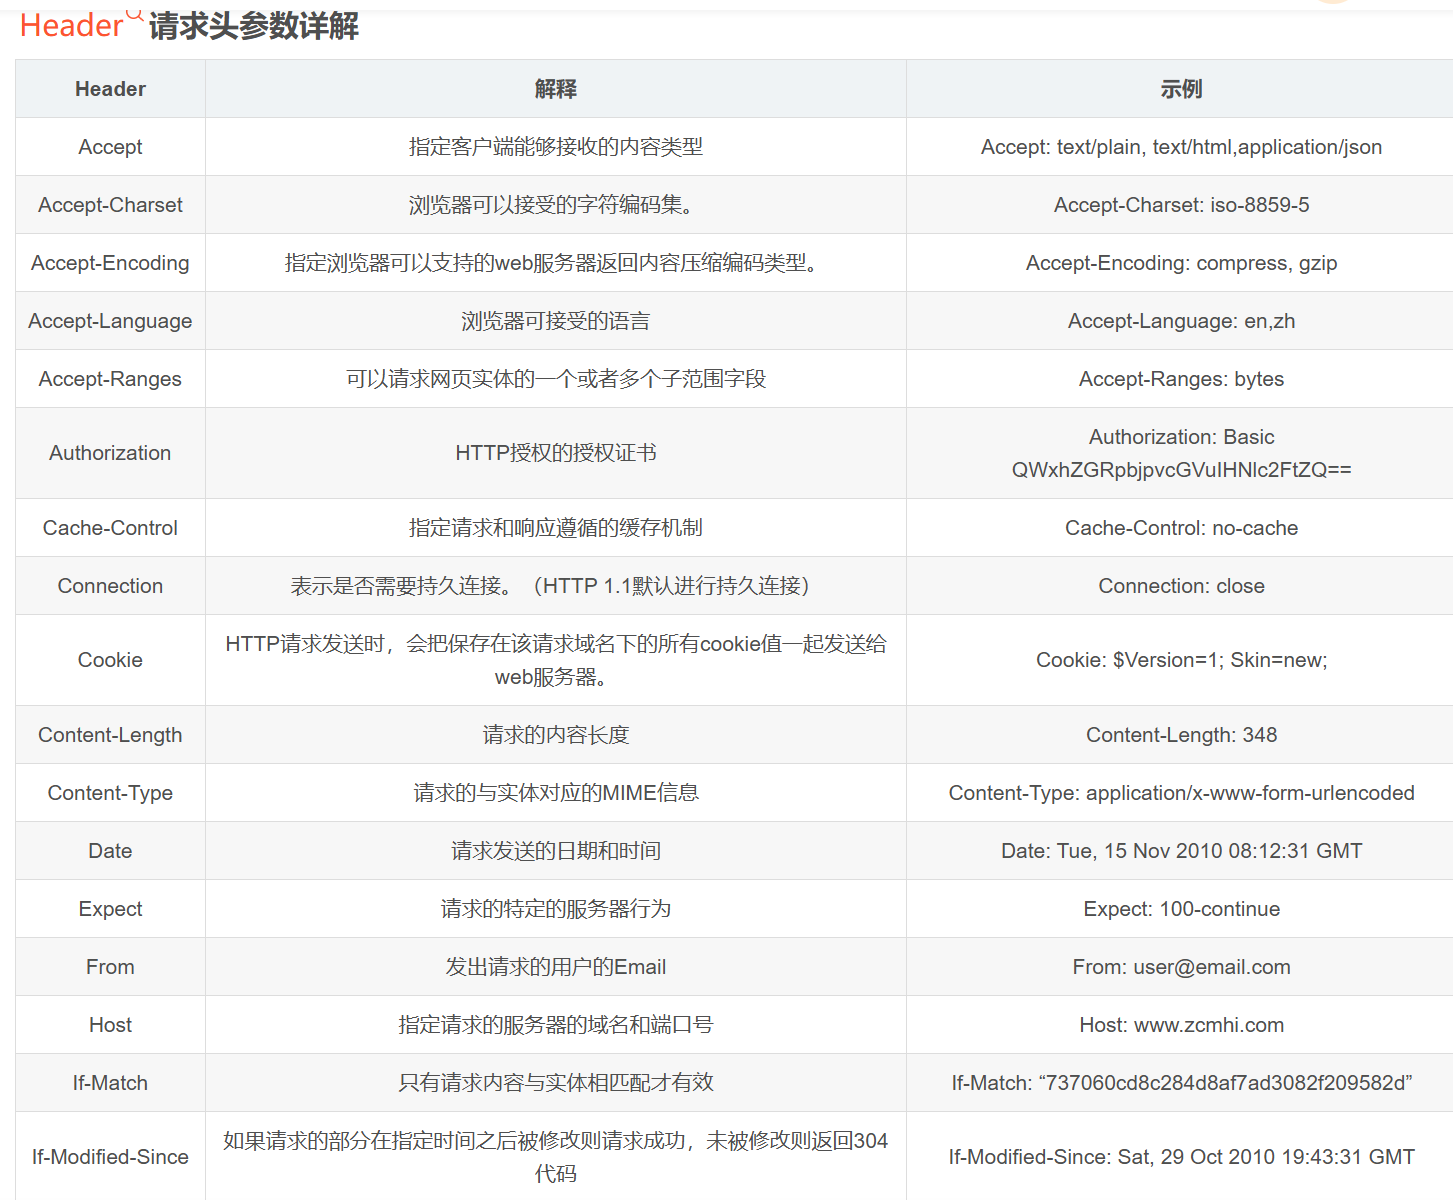 Header请求头参数详解
Header 解释 示例
Accept 指定客户端能够接收的内容类型 Accept: text/plain, text/html,application/json
Accept-Charset 浏览器可以接受的字符编码集。 Accept-Charset: iso-8859-5
Accept-Encoding 指定浏览器可以支持的web服务器返回内容压缩编码类型。 Accept-Encoding: compress, gzip
Accept-Language 浏览器可接受的语言 Accept-Language: en,zh
Accept-Ranges 可以请求网页实体的一个或者多个子范围字段 Accept-Ranges: bytes
Authorization HTTP授权的授权证书 Authorization: Basic
QWxhZGRpbjpvcGVuIHNlc2FtZQ==
Cache-Control 指定请求和响应遵循的缓存机制 Cache-Control: no-cache
Connection 表示是否需要持久连接。（HTTP 1.1默认进行持久连接） Connection: close
Cookie HTTP请求发送时，会把保存在该请求域名下的所有cookie值一起发送给
web服务器。 Cookie: $Version=1; Skin=new;
Content-Length 请求的内容长度 Content-Length: 348
Content-Type 请求的与实体对应的MIME信息 Content-Type: application/x-www-form-urlencoded
Date 请求发送的日期和时间 Date: Tue, 15 Nov 2010 08:12:31 GMT
Expect 请求的特定的服务器行为 Expect: 100-continue
From 发出请求的用户的Email From: user@email.com
Host 指定请求的服务器的域名和端口号 Host: www.zcmhi.com
If-Match 只有请求内容与实体相匹配才有效 If-Match: “737060cd8c284d8af7ad3082f209582d”
If-Modified-Since 如果请求的部分在指定时间之后被修改则请求成功，未被修改则返回304
代码 If-Modified-Since: Sat, 29 Oct 2010 19:43:31 GMT